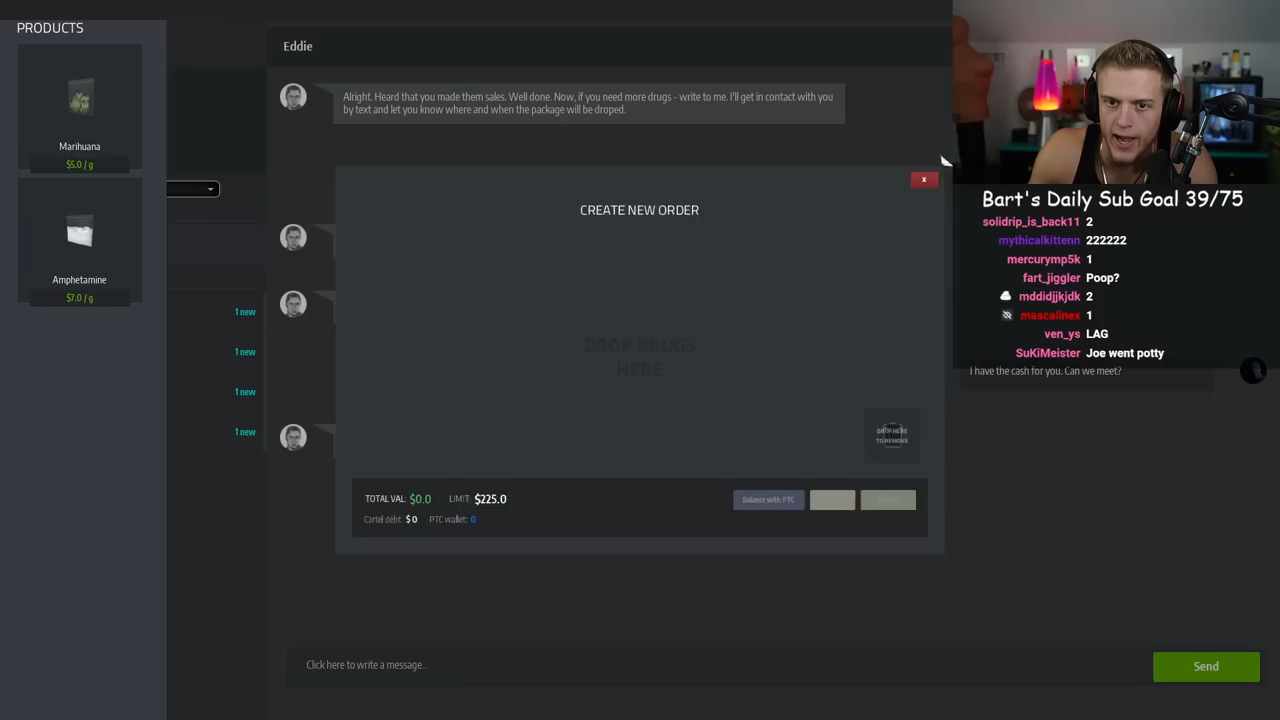 PRODUCTS
Marihuana
$5.0 / g
Amphetamine
$7.0 / g
1 new
1 new
1 new
1 new
Eddie
Alright. Heard that you made them sales. Well done. Now, if you need more drugs - write to me. I'll get in contact with you
by text and let you know where and when the package will be droped.
x
CREATE NEW ORDER
DROP DRUGS
HERE
DROP HERE
TO REMOVE
TOTAL VAL: $0.0 LIMIT: $225.0
Cartel debt: $ 0 PTC wallet: 0
Balance with PTC
Click here to write a message...
Send
Bart's Daily Sub Goal 39/75
solidrip_is_back11 2
mythicalkittenn 222222
mercurymp5k 1
fart_jiggler Poop?
mddidjjkjdk 2
mascalinex 1
ven_ys LAG
SuKiMeister Joe went potty
I have the cash for you. Can we meet?